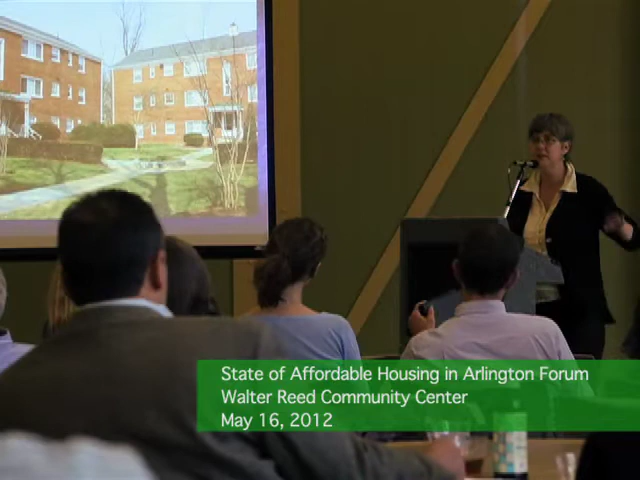 State of Affordable Housing in Arlington Forum
Walter Reed Community Center
May 16, 2012